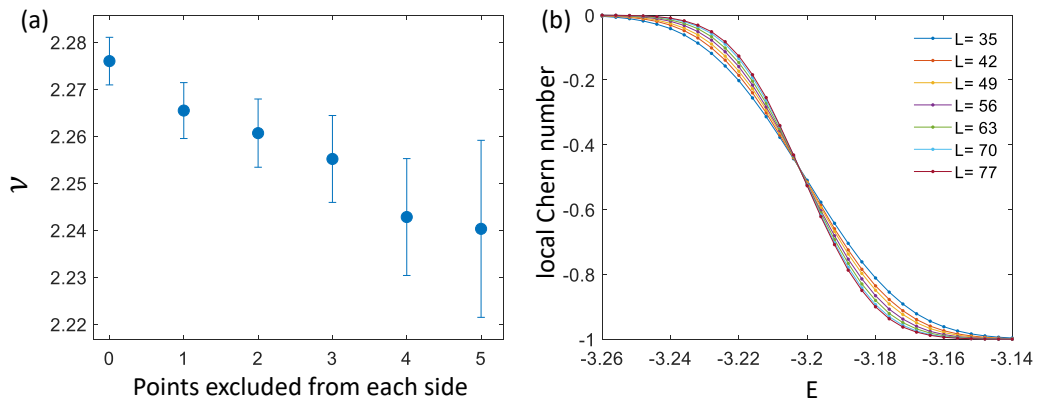 (a)
2.28
2.27
2.26
2.25
2.24
2.23
2.22
ν
0 1 2 3 4 5
Points excluded from each side
(b)
0
-0.2
-0.4
-0.6
-0.8
-1
local Chern number
L= 35
L= 42
L= 49
L= 56
L= 63
L= 70
L= 77
-3.26 -3.24 -3.22 -3.2 -3.18 -3.16 -3.14
E